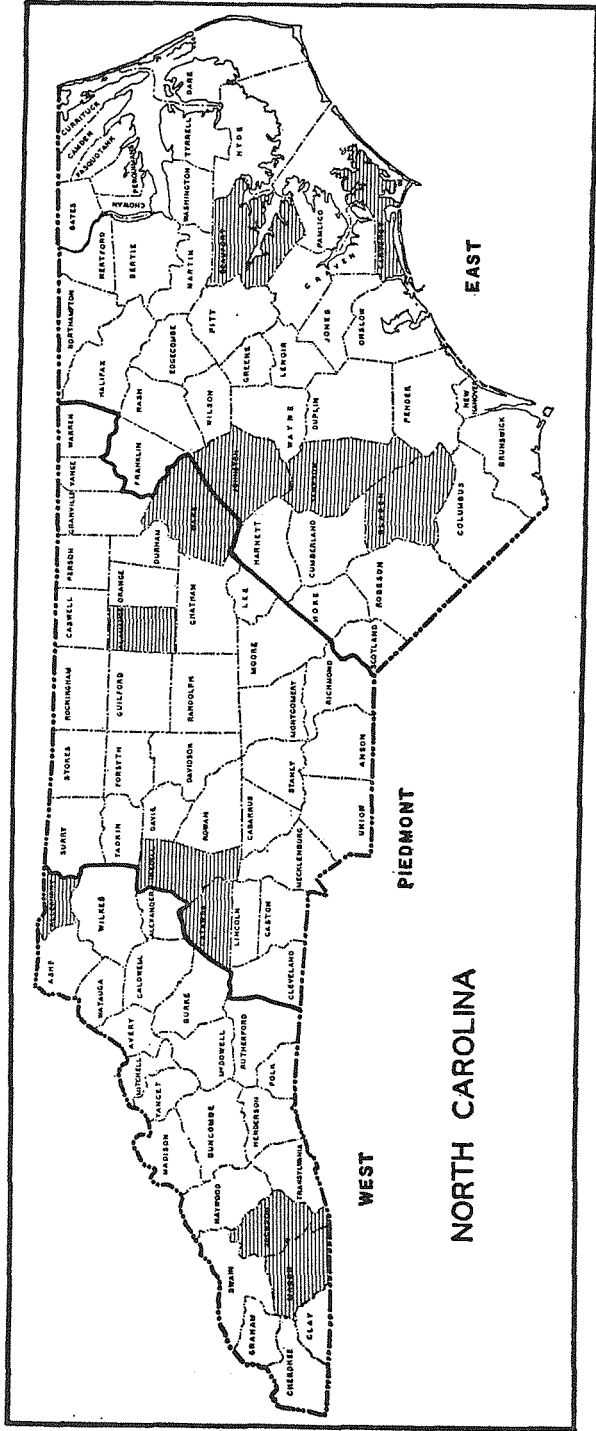 NORTH CAROLINA
WEST
PIEDMONT
EAST
CHEROKEE
GRAHAM
CLAY
SWAIN
MACON
JACKSON
HAYWOOD
TRANSYLVANIA
MADISON
BUNCOMBE
HENDERSON
YANCEY
MITCHELL
AVERY
McDOWELL
RUTHERFORD
POLK
ASHE
WATAUGA
CALDWELL
BURKE
CLEVELAND
WILKES
ALEXANDER
LINCOLN
GASTON
SURRY
YADKIN
DAVIE
ROWAN
CABARRUS
MECKLENBURG
STOKES
FORSYTH
DAVIDSON
STANLY
UNION
ANSON
ROCKINGHAM
GUILFORD
RANDOLPH
MONTGOMERY
RICHMOND
CASWELL
ORANGE
CHATHAM
MOORE
LEE
HOKE
SCOTLAND
PERSON
DURHAM
GRANVILLE
VANCE
WARREN
FRANKLIN
WAKE
JOHNSTON
HARNETT
CUMBERLAND
ROBESON
SAMPSON
BLADEN
COLUMBUS
NORTHAMPTON
HALIFAX
NASH
WILSON
WAYNE
DUPLIN
PENDER
NEW
HANOVER
BRUNSWICK
EDGECOMBE
PITT
GREENE
LENOIR
JONES
ONSLOW
HERTFORD
BERTIE
MARTIN
CRAVEN
PAMLICO
GATES
CHOWAN
PERQUIMANS
PASQUOTANK
CAMDEN
CURRITUCK
WASHINGTON
TYRRELL
DARE
HYDE